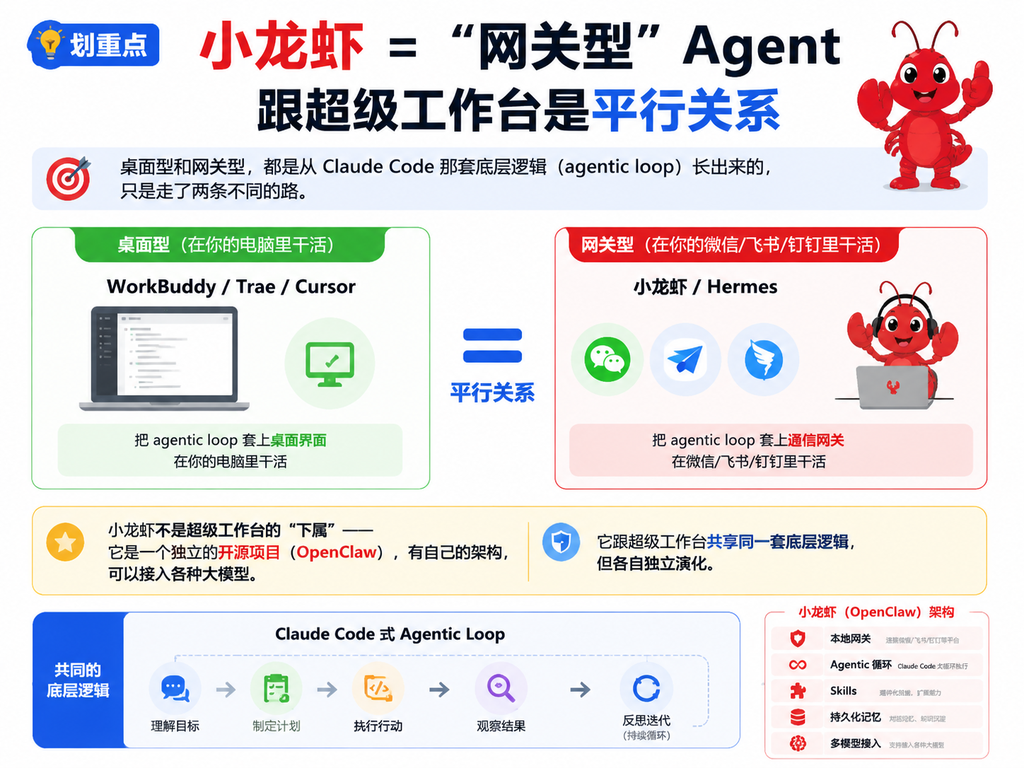 划重点
小龙虾 = “网关型” Agent
跟超级工作台是平行关系
桌面型和网关型，都是从 Claude Code 那套底层逻辑（agentic loop）长出来的，
只是走了两条不同的路。
桌面型（在你的电脑里干活）
WorkBuddy / Trae / Cursor
把 agentic loop 套上桌面界面
在你的电脑里干活
平行关系
网关型（在你的微信/飞书/钉钉里干活）
小龙虾 / Hermes
把 agentic loop 套上通信网关
在微信/飞书/钉钉里干活
小龙虾不是超级工作台的“下属”——
它是一个独立的开源项目（OpenClaw），有自己的架构，
可以接入各种大模型。
它跟超级工作台共享同一套底层逻辑，
但各自独立演化。
共同的
底层逻辑
Claude Code 式 Agentic Loop
理解目标
制定计划
执行行动
观察结果
反思迭代
（持续循环）
小龙虾（OpenClaw）架构
本地网关
Agentic 循环 Claude Code
Skills
持久化记忆
多模型接入